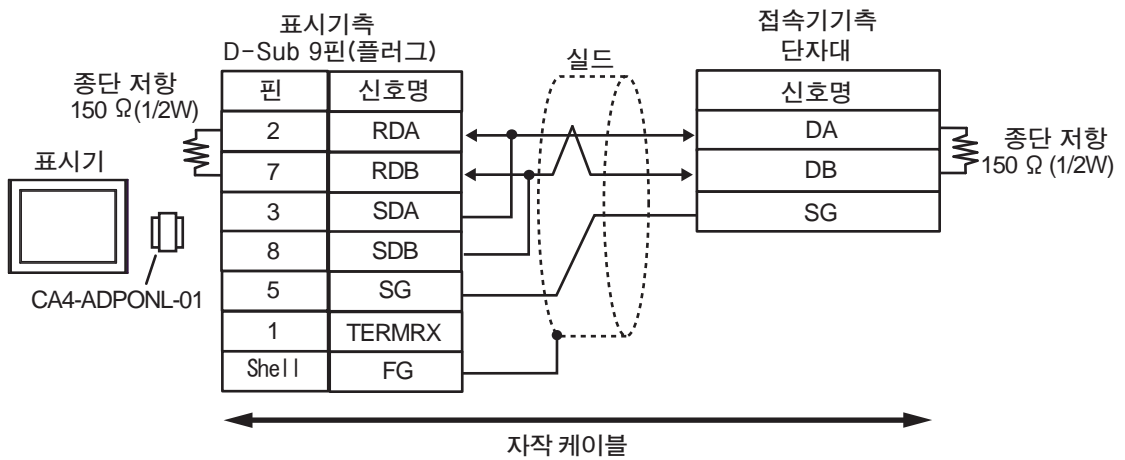 표시기측
D-Sub 9핀(플러그)
접속기기측
단자대
실드
종단 저항
150 Ω(1/2W)
핀 신호명
2 RDA
7 RDB
3 SDA
8 SDB
5 SG
1 TERMRX
Shell FG
신호명
DA
DB
SG
종단 저항
150 Ω (1/2W)
표시기
CA4-ADPONL-01
자작 케이블